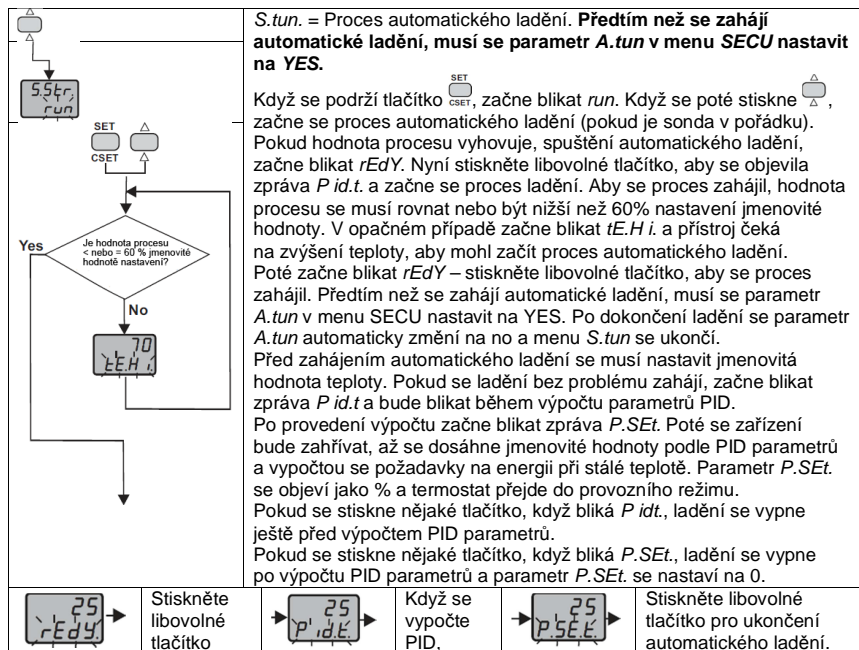 S.Str,
run
SET
CSET
Yes
Je hodnota procesu
< nebo = 60 % jmenovité
hodnotě nastavení?
No
70
tE.H i.
S.tun. = Proces automatického ladění. Předtím než se zahájí
automatické ladění, musí se parametr A.tun v menu SECU nastavit
na YES.
SET
Když se podrží tlačítko CSET, začne blikat run. Když se poté stiskne ,
začne se proces automatického ladění (pokud je sonda v pořádku).
Pokud hodnota procesu vyhovuje, spuštění automatického ladění,
začne blikat rEdY. Nyní stiskněte libovolné tlačítko, aby se objevila
zpráva P id.t. a začne se proces ladění. Aby se proces zahájil, hodnota
procesu se musí rovnat nebo být nižší než 60% nastavení jmenovité
hodnoty. V opačném případě začne blikat tE.H i. a přístroj čeká
na zvýšení teploty, aby mohl začít proces automatického ladění.
Poté začne blikat rEdY – stiskněte libovolné tlačítko, aby se proces
zahájil. Předtím než se zahájí automatické ladění, musí se parametr
A.tun v menu SECU nastavit na YES. Po dokončení ladění se parametr
A.tun automaticky změní na no a menu S.tun se ukončí.
Před zahájením automatického ladění se musí nastavit jmenovitá
hodnota teploty. Pokud se ladění bez problému zahájí, začne blikat
zpráva P id.t a bude blikat během výpočtu parametrů PID.
Po provedení výpočtu začne blikat zpráva P.SEt. Poté se zařízení
bude zahřívat, až se dosáhne jmenovité hodnoty podle PID parametrů
a vypočtou se požadavky na energii při stálé teplotě. Parametr P.SEt.
se objeví jako % a termostat přejde do provozního režimu.
Pokud se stiskne nějaké tlačítko, když bliká P idt., ladění se vypne
ještě před výpočtem PID parametrů.
Pokud se stiskne nějaké tlačítko, když bliká P.SEt., ladění se vypne
po výpočtu PID parametrů a parametr P.SEt. se nastaví na 0.
25
rEdY.
Stiskněte
libovolné
tlačítko
25
P id.t.
Když se
vypočte
PID,
25
P.SE.t.
Stiskněte libovolné
tlačítko pro ukončení
automatického ladění.